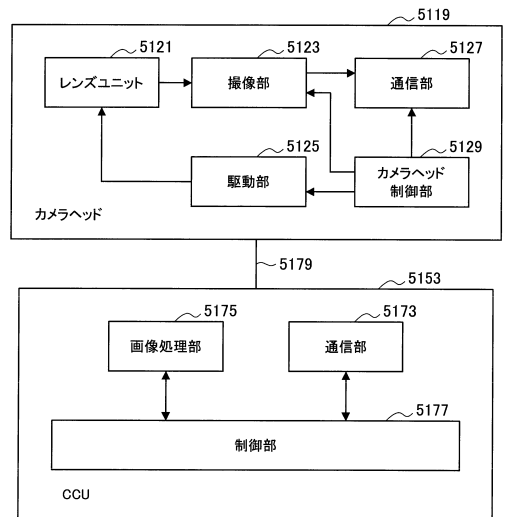 5119
5121
5123
5127
レンズユニット
撮像部
通信部
5125
5129
駆動部
カメラヘッド
制御部
カメラヘッド
5179
5153
5175
5173
画像処理部
通信部
5177
制御部
CCU